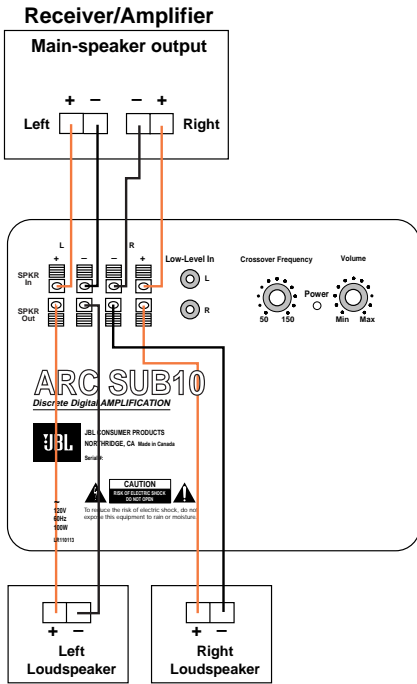 Receiver/Amplifier
Main-speaker output
+ − − +
Left Right
L R
+ − − +
SPKR
In
SPKR
Out
Low-Level In
L
R
Crossover Frequency
50 150
Power
Volume
Min Max
ARC SUB10
Discrete Digital AMPLIFICATION
JBL
JBL CONSUMER PRODUCTS
NORTHRIDGE, CA Made in Canada
Serial #:
CAUTION
RISK OF ELECTRIC SHOCK
DO NOT OPEN
To reduce the risk of electric shock, do not
expose this equipment to rain or moisture.
~
120V
60Hz
100W
LR110113
+ −
Left
Loudspeaker
+ −
Right
Loudspeaker